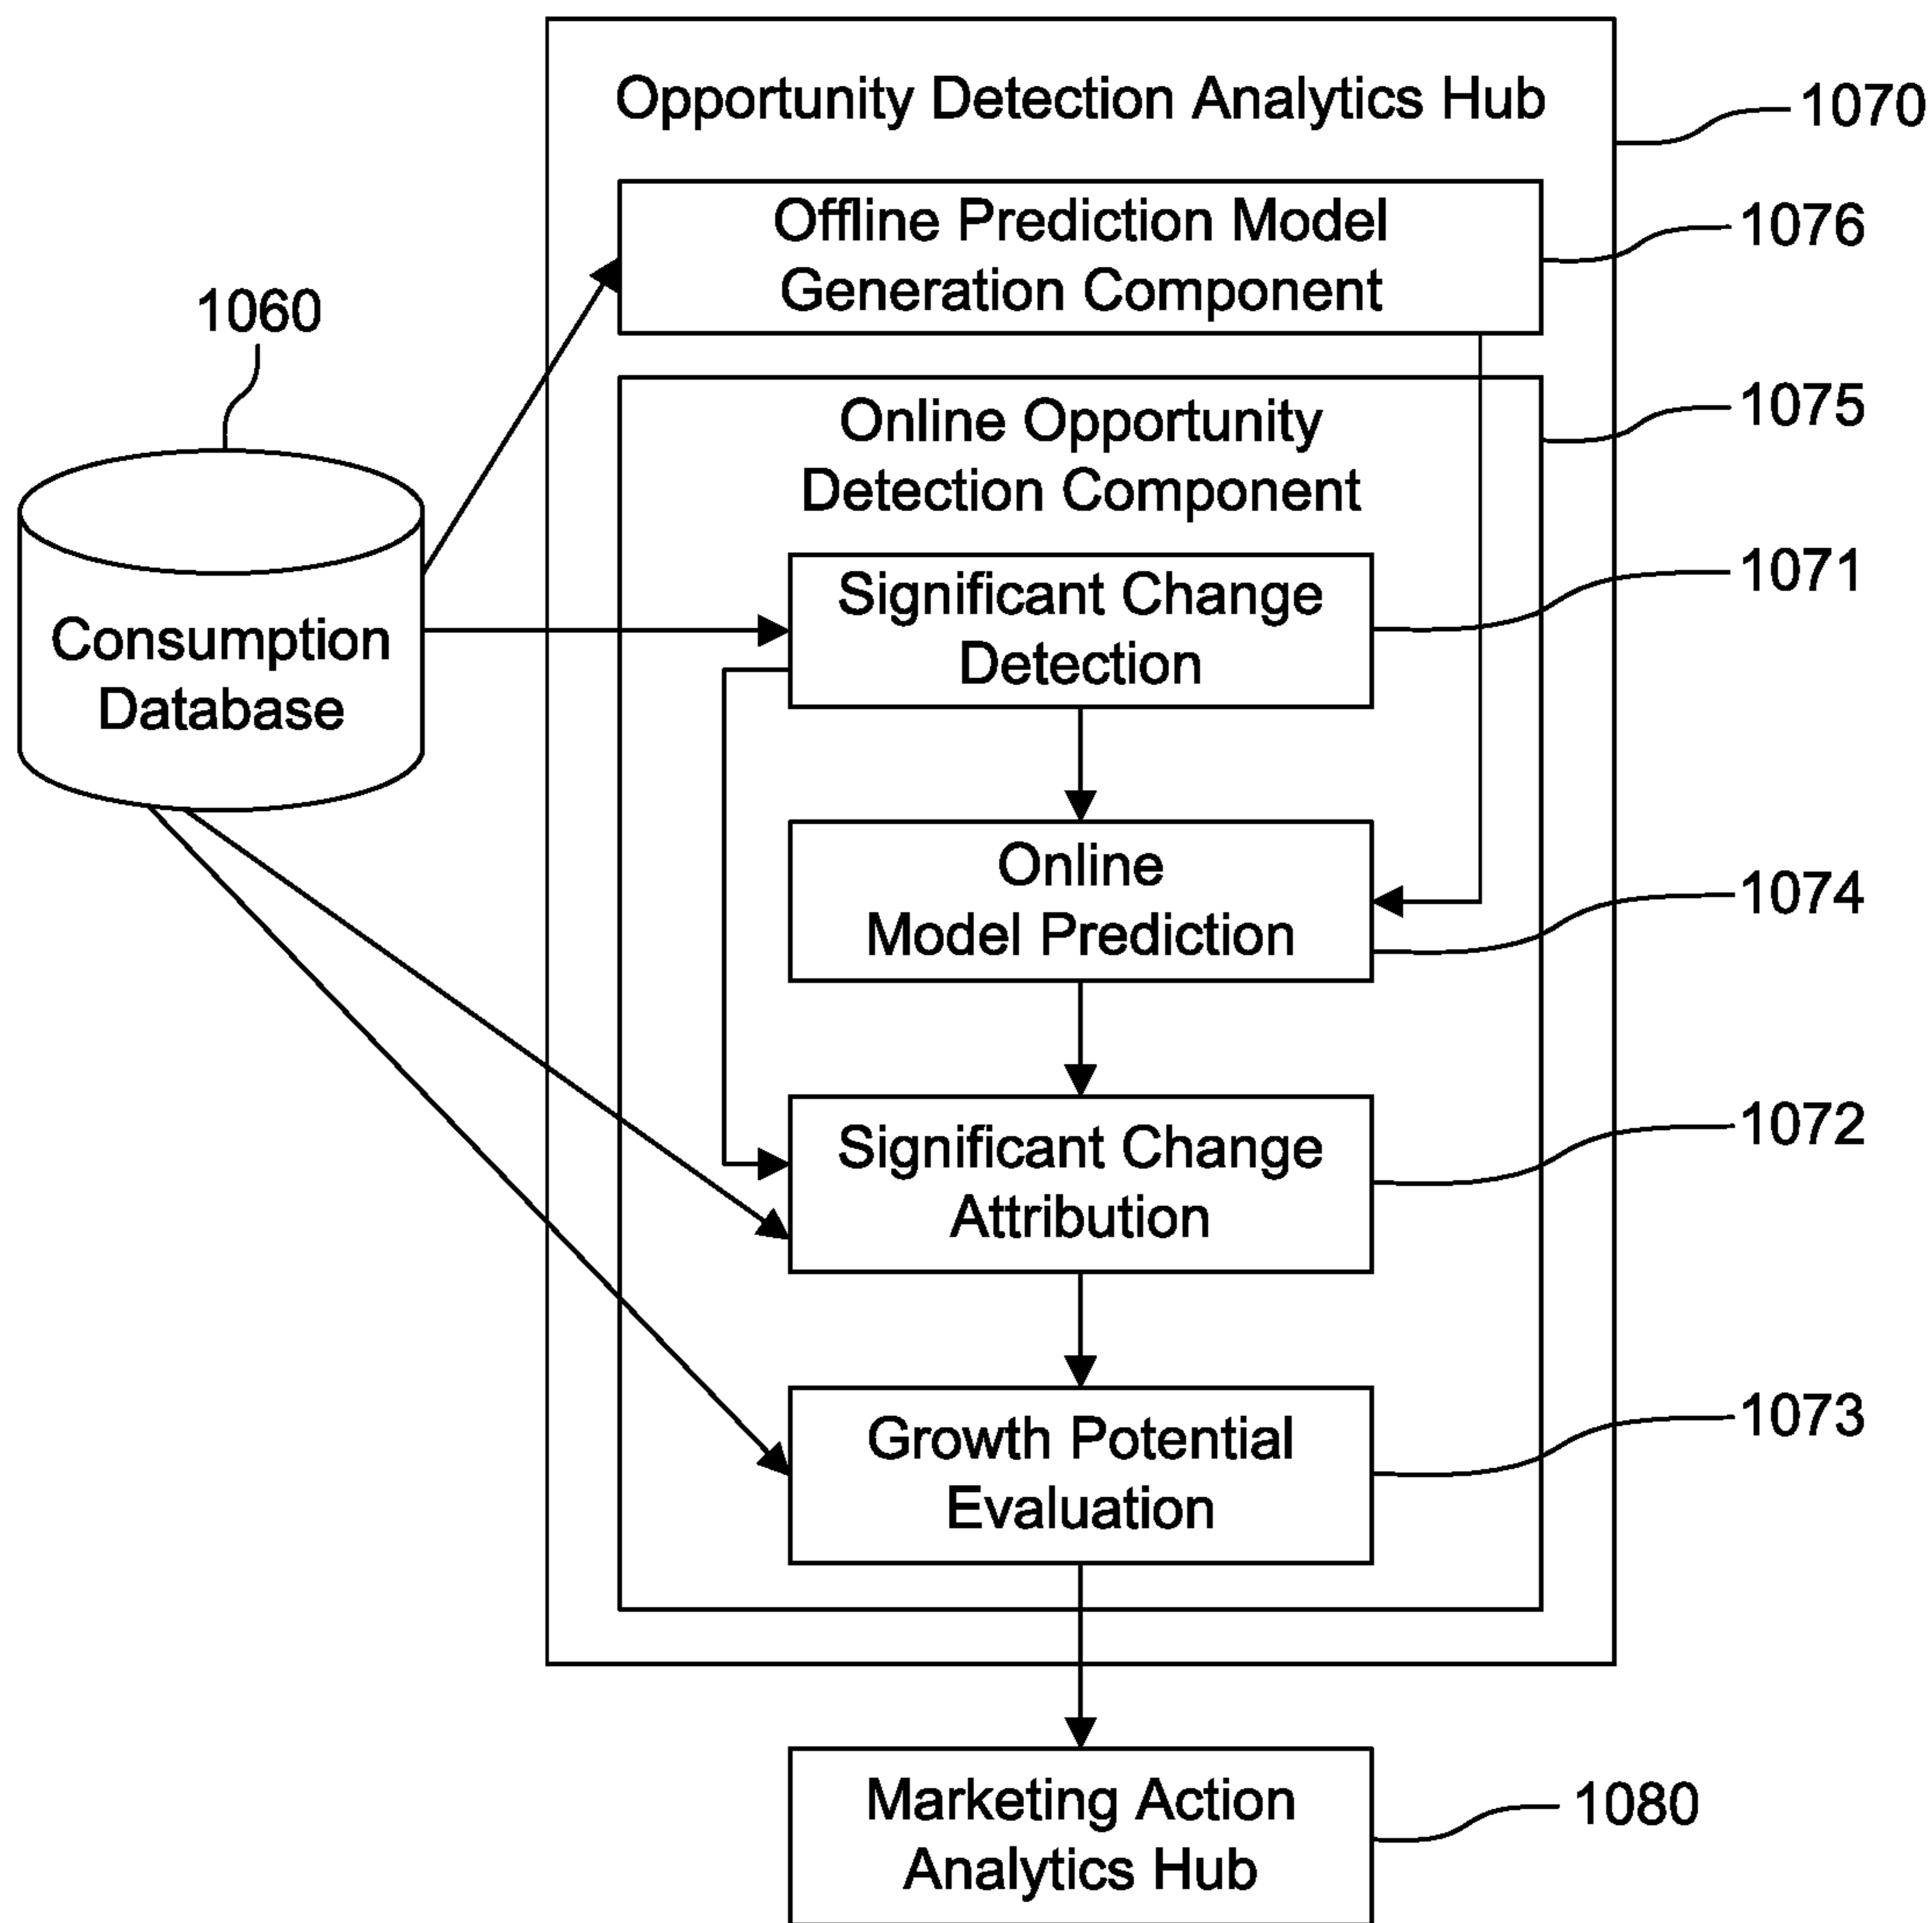 Opportunity Detection Analytics Hub
1070
Offline Prediction Model
Generation Component
1076
1060
Consumption
Database
Online Opportunity
Detection Component
1075
Significant Change
Detection
1071
Online
Model Prediction
1074
Significant Change
Attribution
1072
Growth Potential
Evaluation
1073
Marketing Action
Analytics Hub
1080